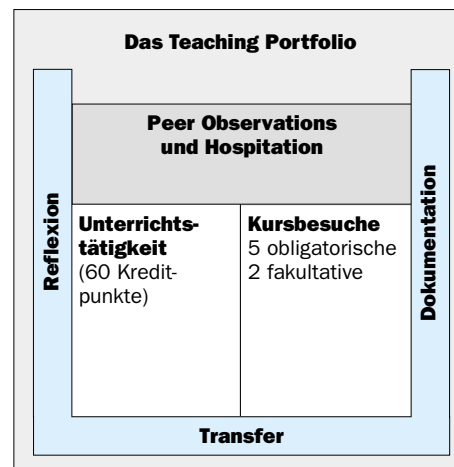 Das Teaching Portfolio
Peer Observations
und Hospitation
Reflexion
Unterrichts-
tätigkeit
(60 Kredit-
punkte)
Kursbesuche
5 obligatorische
2 fakultative
Dokumentation
Transfer